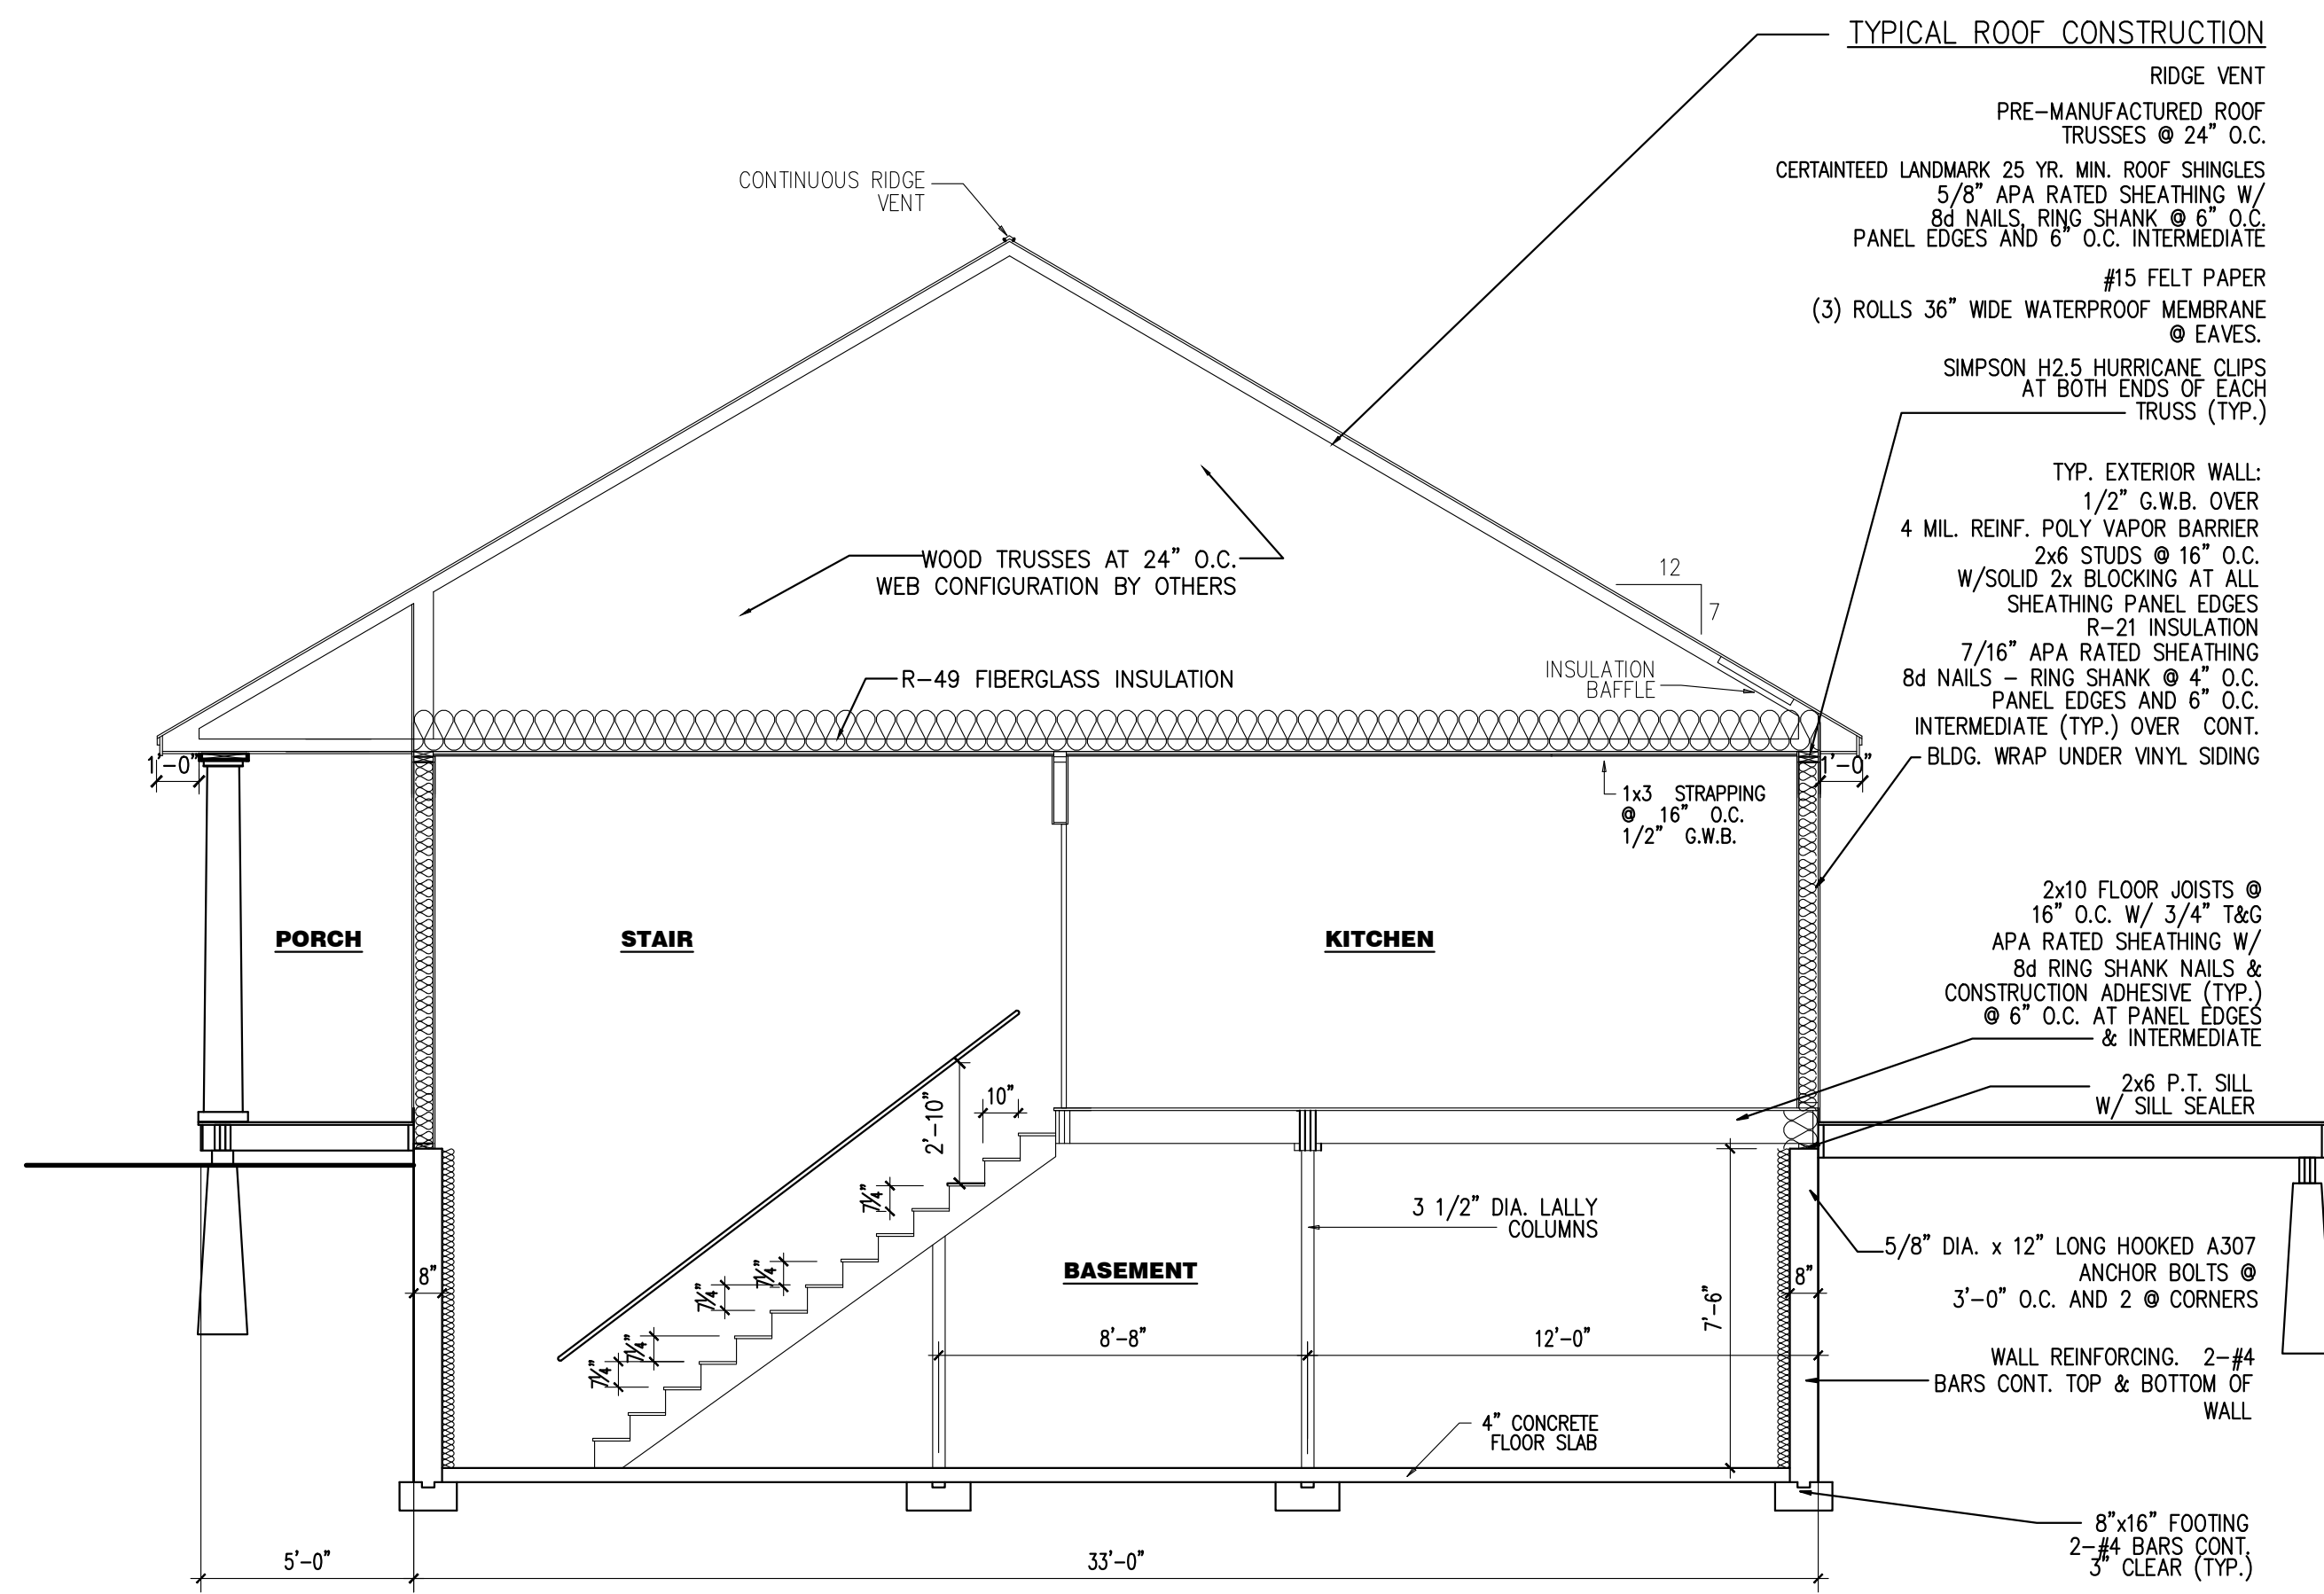 TYPICAL ROOF CONSTRUCTION
RIDGE VENT
PRE-MANUFACTURED ROOF
TRUSSES @ 24" O.C.
CERTAINTEED LANDMARK 25 YR. MIN. ROOF SHINGLES
5/8" APA RATED SHEATHING W/
8d NAILS, RING SHANK @ 6" O.C.
PANEL EDGES AND 6" O.C. INTERMEDIATE
#15 FELT PAPER
(3) ROLLS 36" WIDE WATERPROOF MEMBRANE
@ EAVES.
SIMPSON H2.5 HURRICANE CLIPS
AT BOTH ENDS OF EACH
TRUSS (TYP.)
CONTINUOUS RIDGE
VENT
TYP. EXTERIOR WALL:
1/2" G.W.B. OVER
4 MIL. REINF. POLY VAPOR BARRIER
2x6 STUDS @ 16" O.C.
W/SOLID 2x BLOCKING AT ALL
SHEATHING PANEL EDGES
R-21 INSULATION
7/16" APA RATED SHEATHING
8d NAILS - RING SHANK @ 4" O.C.
PANEL EDGES AND 6" O.C.
INTERMEDIATE (TYP.) OVER CONT.
BLDG. WRAP UNDER VINYL SIDING
WOOD TRUSSES AT 24" O.C.
WEB CONFIGURATION BY OTHERS
12
7
R-49 FIBERGLASS INSULATION
INSULATION
BAFFLE
1'-0"
1'-0"
1x3 STRAPPING
@ 16" O.C.
1/2" G.W.B.
PORCH
STAIR
KITCHEN
2x10 FLOOR JOISTS @
16" O.C. W/ 3/4" T&G
APA RATED SHEATHING W/
8d RING SHANK NAILS &
CONSTRUCTION ADHESIVE (TYP.)
@ 6" O.C. AT PANEL EDGES
& INTERMEDIATE
2x6 P.T. SILL
W/ SILL SEALER
2'-10"
10"
7¼"
7¼"
7¼"
7¼"
7¼"
3 1/2" DIA. LALLY
COLUMNS
BASEMENT
8"
8"
7'-6"
5/8" DIA. x 12" LONG HOOKED A307
ANCHOR BOLTS @
3'-0" O.C. AND 2 @ CORNERS
8'-8"
12'-0"
WALL REINFORCING. 2-#4
BARS CONT. TOP & BOTTOM OF
WALL
4" CONCRETE
FLOOR SLAB
8"x16" FOOTING
2-#4 BARS CONT.
3" CLEAR (TYP.)
5'-0"
33'-0"